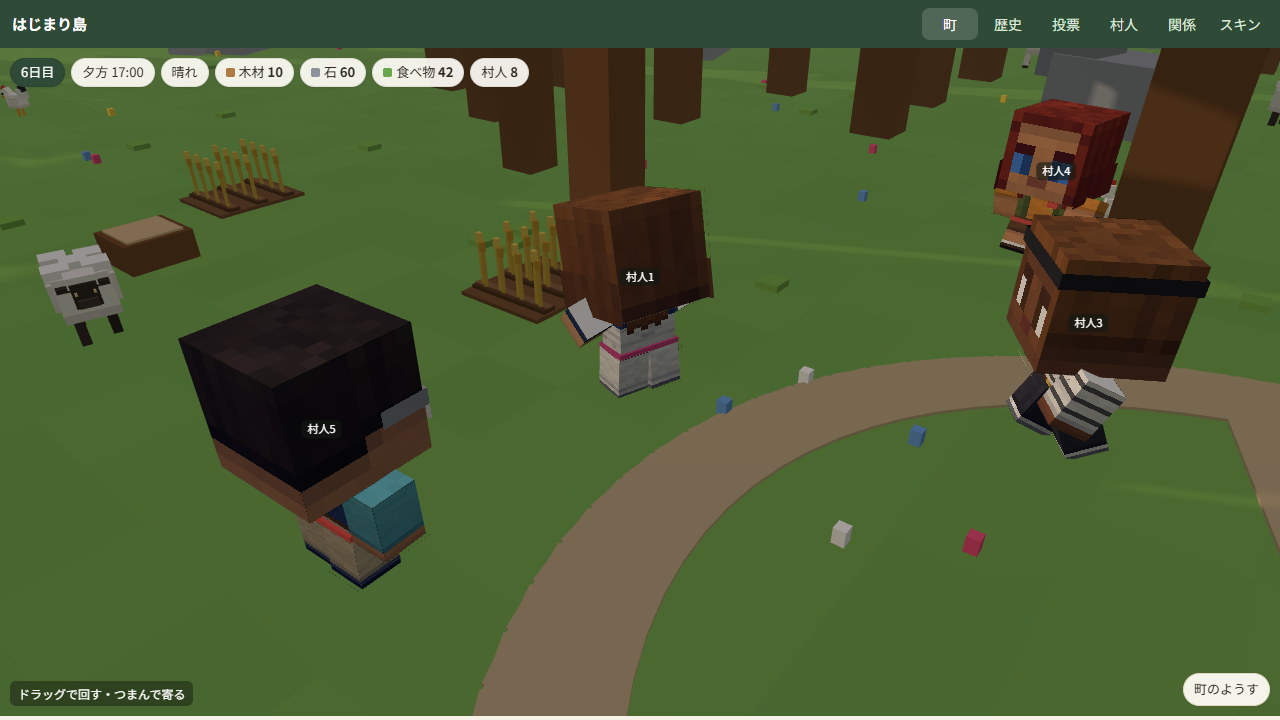 はじまり島
町 歴史 投票 村人 関係 スキン
6日目 夕方 17:00 晴れ 木材 10 石 60 食べ物 42 村人 8
村人4
村人1
村人3
村人5
ドラッグで回す・つまんで寄る
町のようす